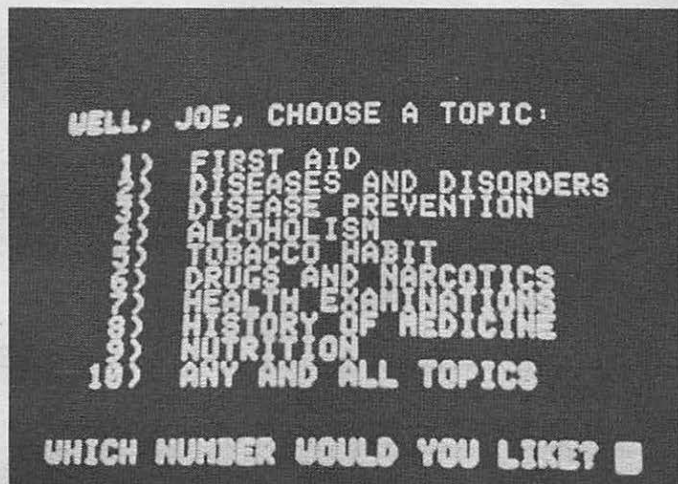 WELL, JOE, CHOOSE A TOPIC:
1) FIRST AID
2) DISEASES AND DISORDERS
3) DISEASE PREVENTION
4) ALCOHOLISM
5) TOBACCO HABIT
6) DRUGS AND NARCOTICS
7) HEALTH EXAMINATIONS
8) HISTORY OF MEDICINE
9) NUTRITION
10) ANY AND ALL TOPICS
WHICH NUMBER WOULD YOU LIKE?